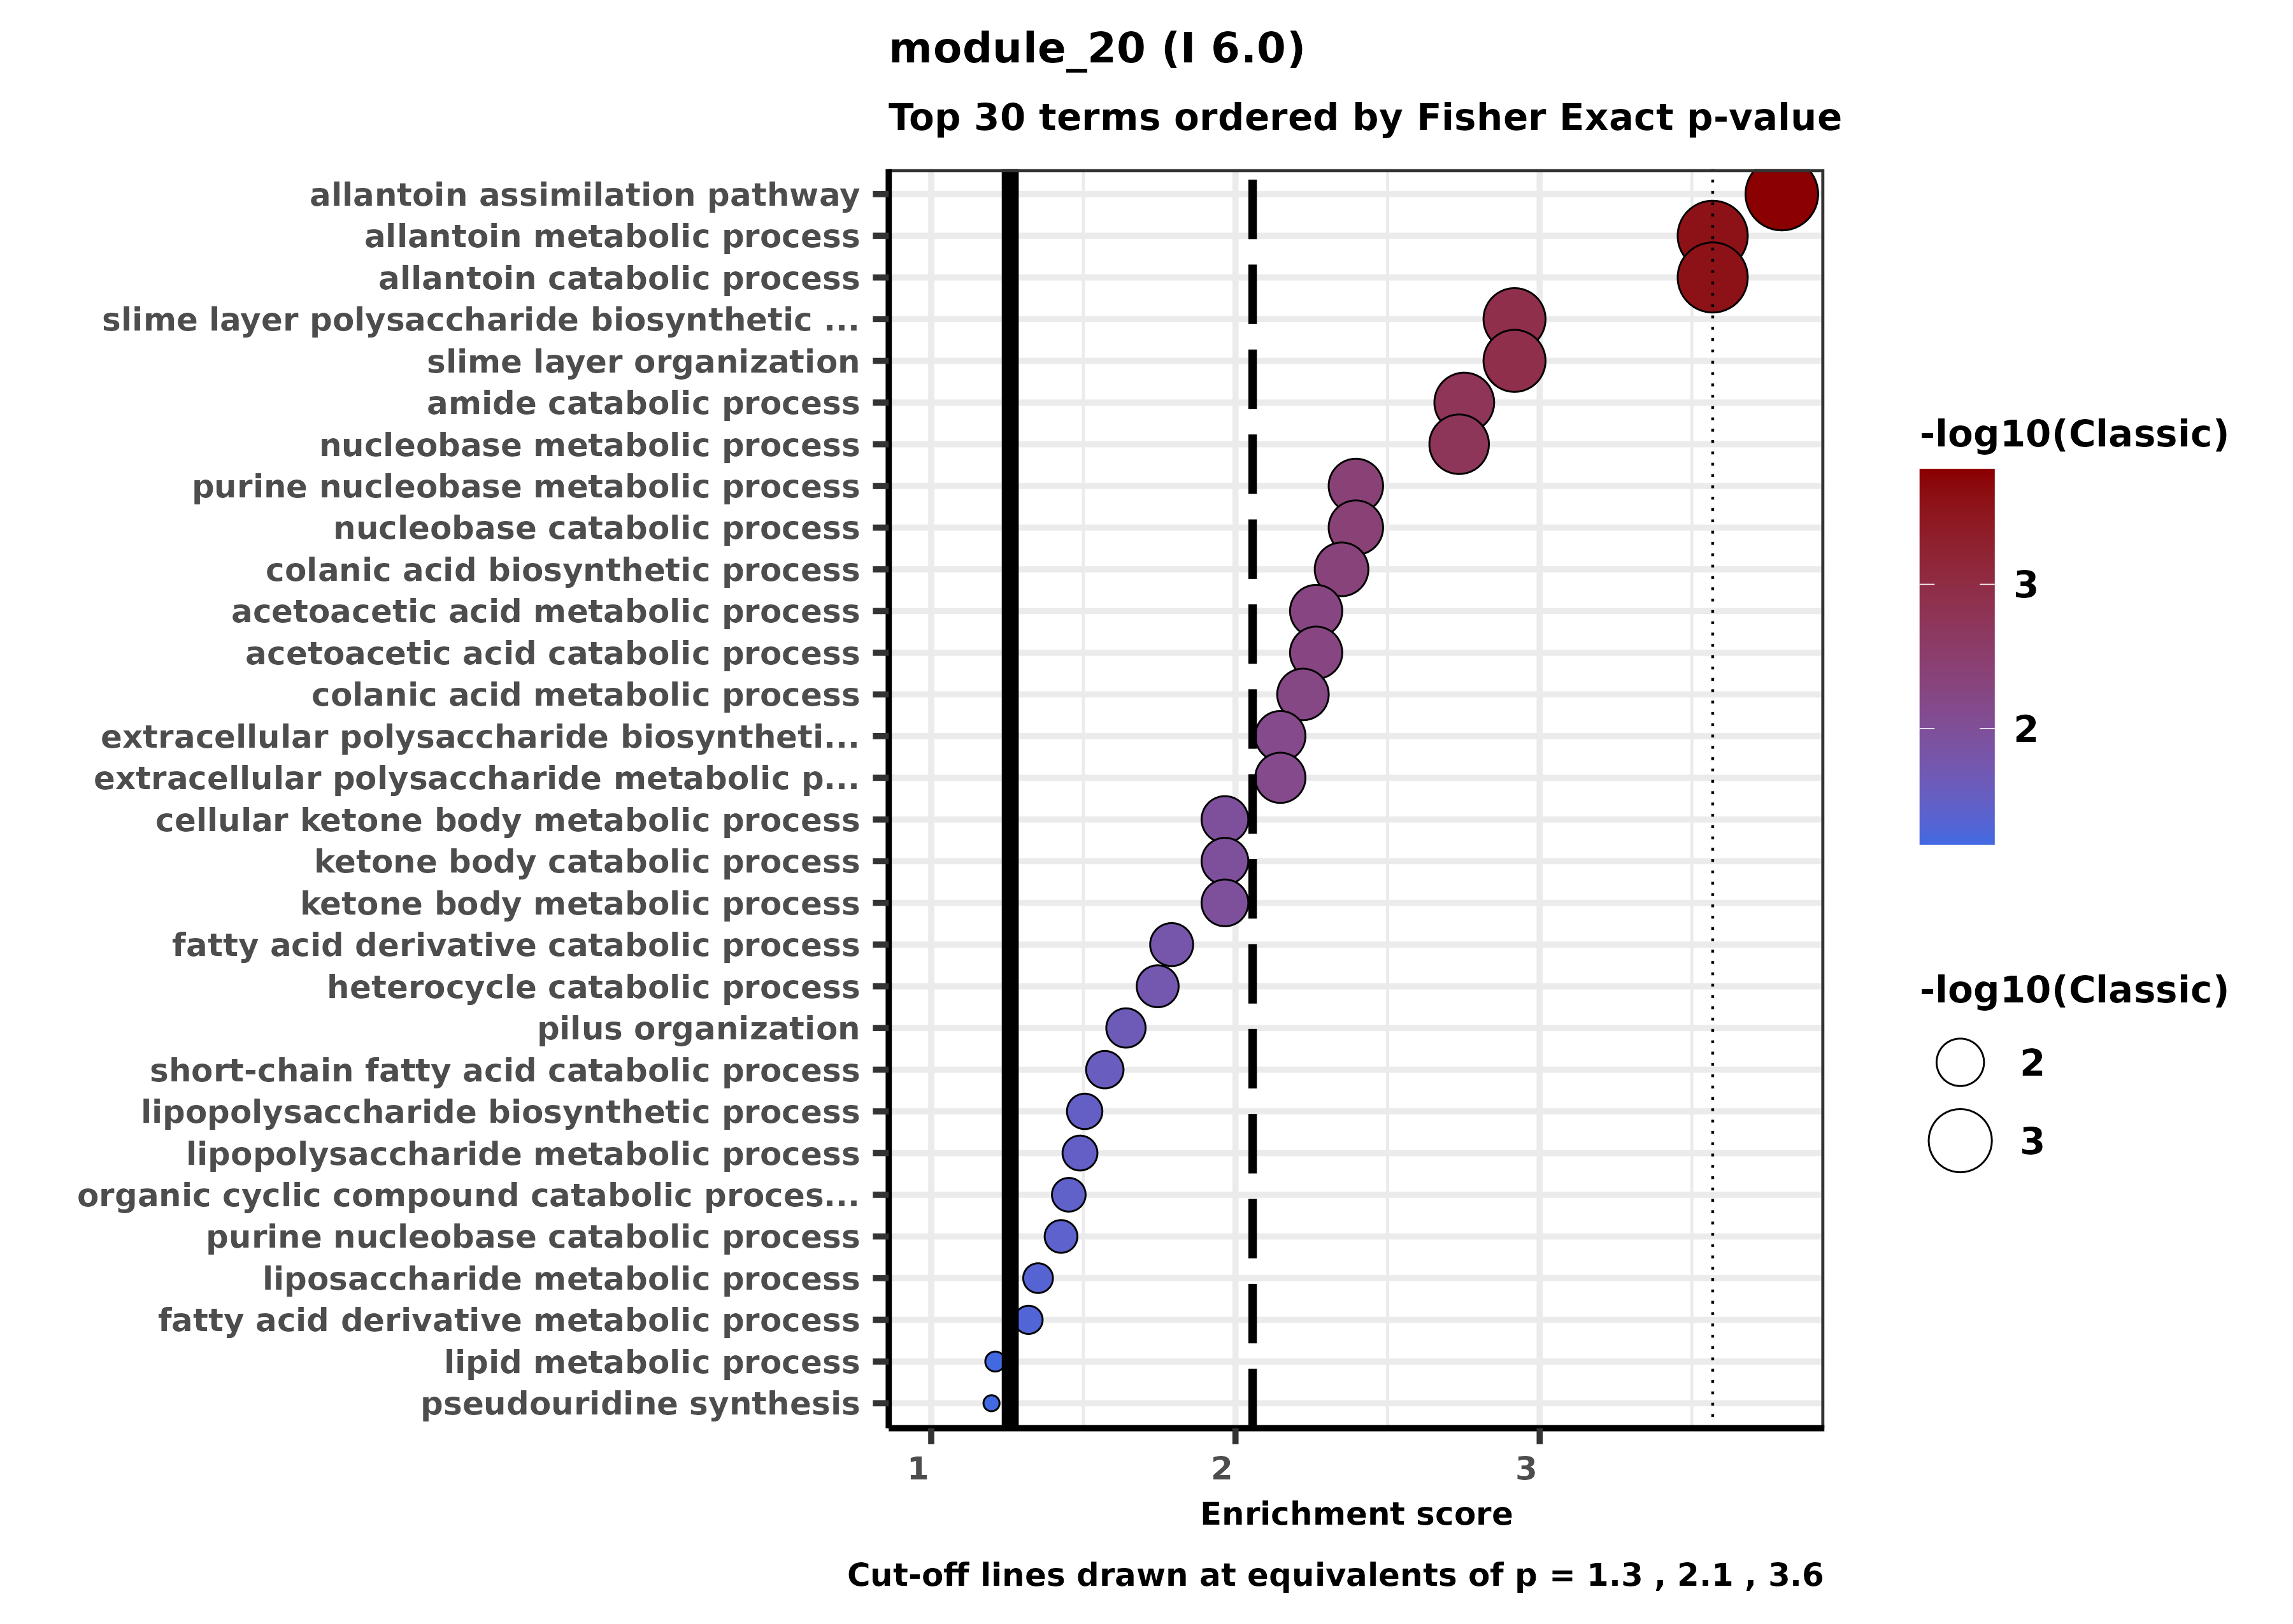 module_20 (I 6.0)
Top 30 terms ordered by Fisher Exact p-value
allantoin assimilation pathway
allantoin metabolic process
allantoin catabolic process
slime layer polysaccharide biosynthetic ...
slime layer organization
amide catabolic process
nucleobase metabolic process
purine nucleobase metabolic process
nucleobase catabolic process
colanic acid biosynthetic process
acetoacetic acid metabolic process
acetoacetic acid catabolic process
colanic acid metabolic process
extracellular polysaccharide biosyntheti...
extracellular polysaccharide metabolic p...
cellular ketone body metabolic process
ketone body catabolic process
ketone body metabolic process
fatty acid derivative catabolic process
heterocycle catabolic process
pilus organization
short-chain fatty acid catabolic process
lipopolysaccharide biosynthetic process
lipopolysaccharide metabolic process
organic cyclic compound catabolic proces...
purine nucleobase catabolic process
liposaccharide metabolic process
fatty acid derivative metabolic process
lipid metabolic process
pseudouridine synthesis
1 2 3
Enrichment score
Cut-off lines drawn at equivalents of p = 1.3 , 2.1 , 3.6
-log10(Classic)
3
2
-log10(Classic)
2
3